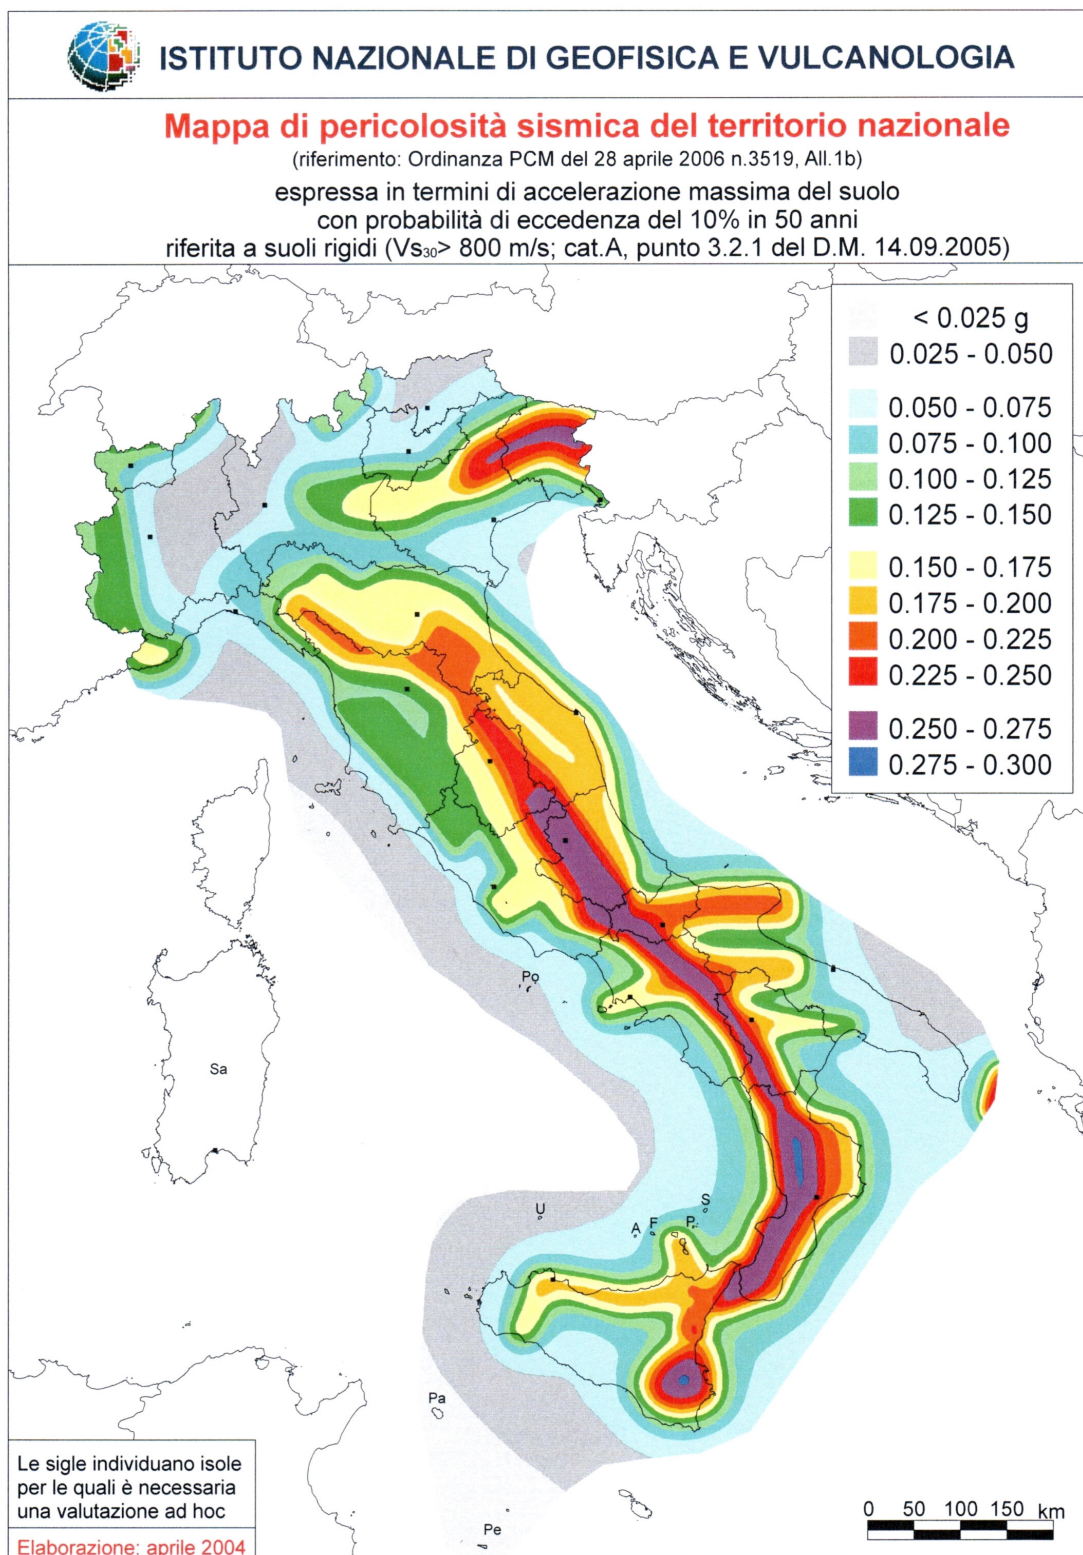 ISTITUTO NAZIONALE DI GEOFISICA E VULCANOLOGIA
Mappa di pericolosità sismica del territorio nazionale
(riferimento: Ordinanza PCM del 28 aprile 2006 n.3519, All.1b)
espressa in termini di accelerazione massima del suolo
con probabilità di eccedenza del 10% in 50 anni
riferita a suoli rigidi (Vs30> 800 m/s; cat.A, punto 3.2.1 del D.M. 14.09.2005)
< 0.025 g
0.025 - 0.050
0.050 - 0.075
0.075 - 0.100
0.100 - 0.125
0.125 - 0.150
0.150 - 0.175
0.175 - 0.200
0.200 - 0.225
0.225 - 0.250
0.250 - 0.275
0.275 - 0.300
Po
Sa
U
A
F
P
S
Pa
Pe
Le sigle individuano isole
per le quali è necessaria
una valutazione ad hoc
Elaborazione: aprile 2004
0 50 100 150 km